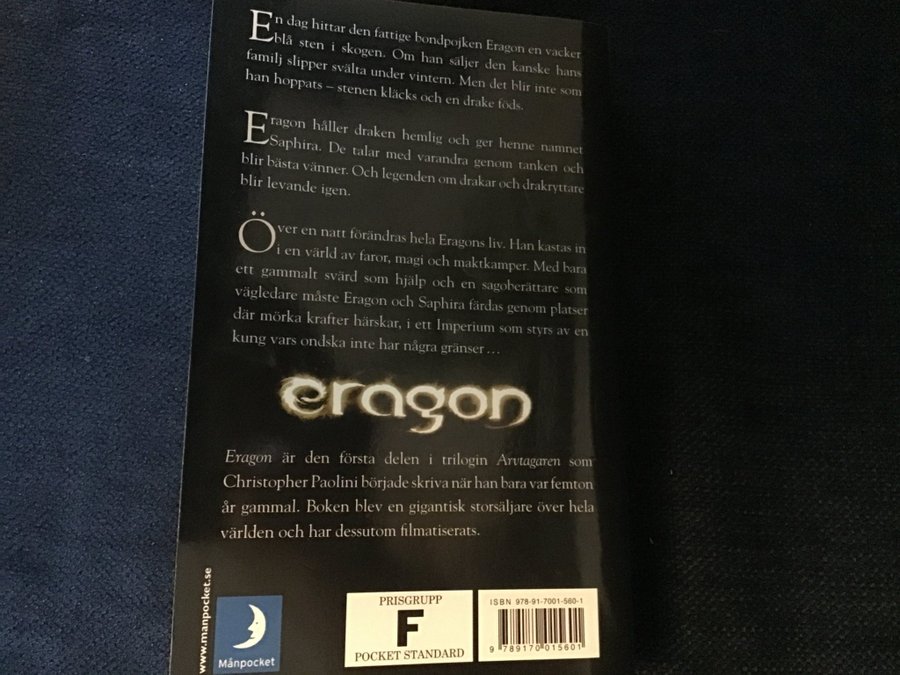 En dag hittar den fattige bondpojken Eragon en vacker
blå sten i skogen. Om han säljer den kanske hans
familj slipper svälta under vintern. Men det blir inte som
han hoppats – stenen kläcks och en drake föds.
Eragon håller draken hemlig och ger henne namnet
Saphira. De talar med varandra genom tanken och
blir bästa vänner. Och legenden om drakar och drakryttare
blir levande igen.
Över en natt förändras hela Eragons liv. Han kastas in
i en värld av faror, magi och maktkamper. Med bara
ett gammalt svärd som hjälp och en sagoberättare som
vägledare måste Eragon och Saphira färdas genom platser
där mörka krafter härskar, i ett Imperium som styrs av en
kung vars ondska inte har några gränser...
eragon
Eragon är den första delen i trilogin Arvtagaren som
Christopher Paolini började skriva när han bara var femton
år gammal. Boken blev en gigantisk storsäljare över hela
världen och har dessutom filmatiserats.
www.manpocket.se
Månpocket
PRISGRUPP
F
POCKET STANDARD
ISBN 978-91-7001-560-1
9 789170 015601